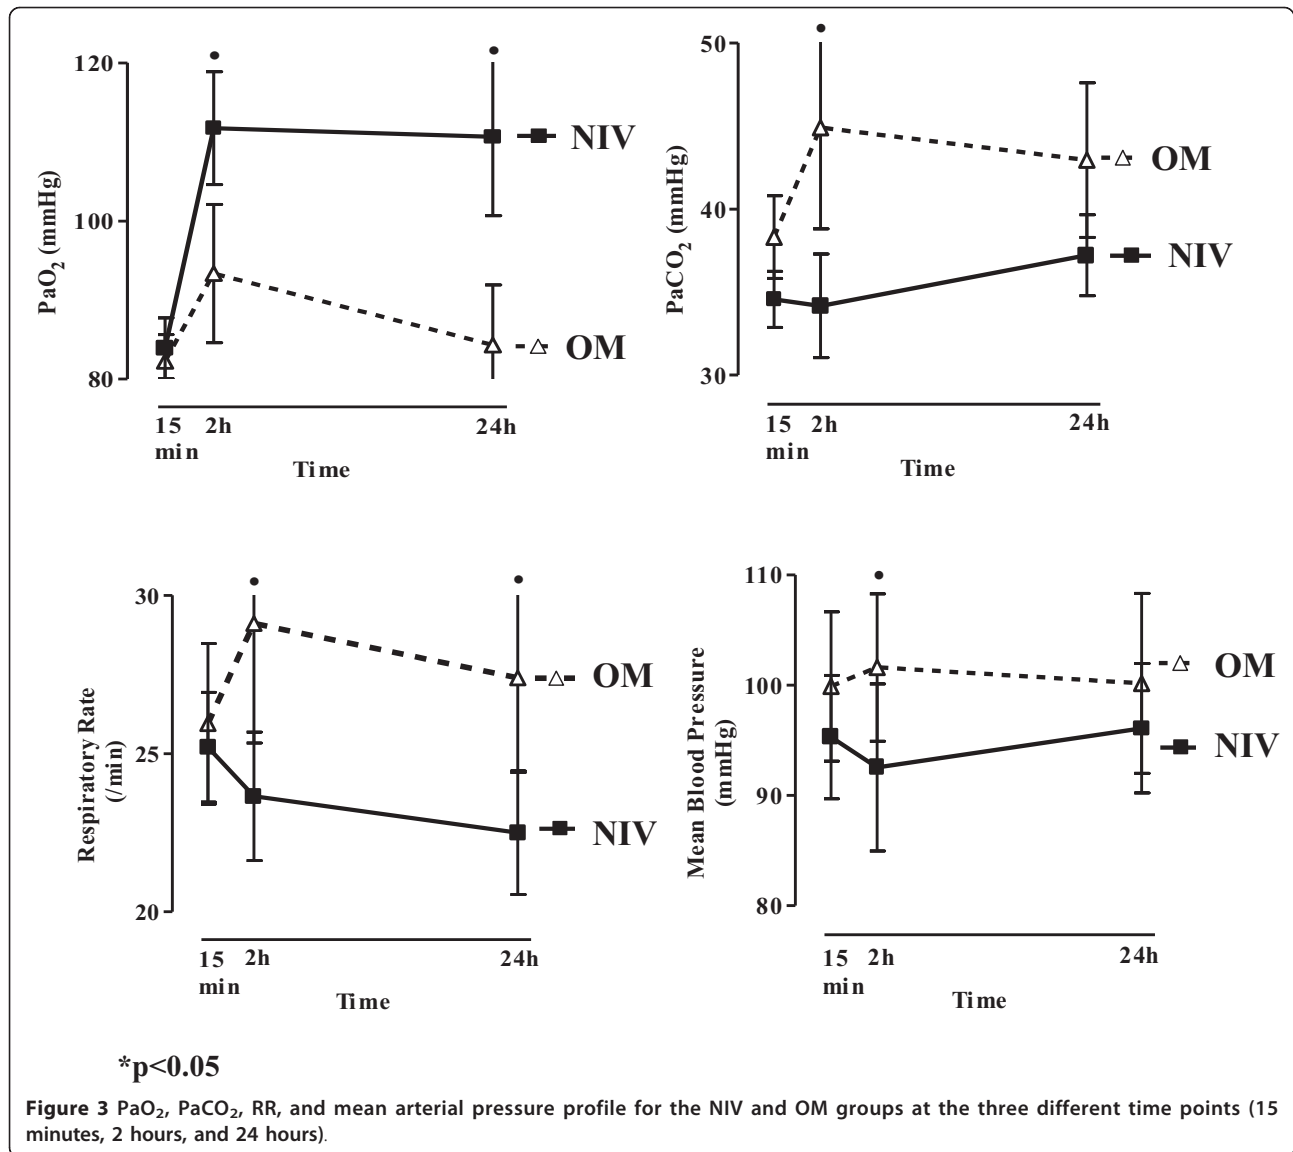 120
100
80
PaO₂ (mmHg)
NIV
OM
15 min
2h
24h
Time
50
40
30
PaCO₂ (mmHg)
OM
NIV
15 min
2h
24h
Time
30
25
20
Respiratory Rate
(/min)
OM
NIV
15 min
2h
24h
Time
110
100
90
80
Mean Blood Pressure
(mmHg)
OM
NIV
15 min
2h
24h
Time
*p<0.05
Figure 3 PaO₂, PaCO₂, RR, and mean arterial pressure profile for the NIV and OM groups at the three different time points (15
minutes, 2 hours, and 24 hours).